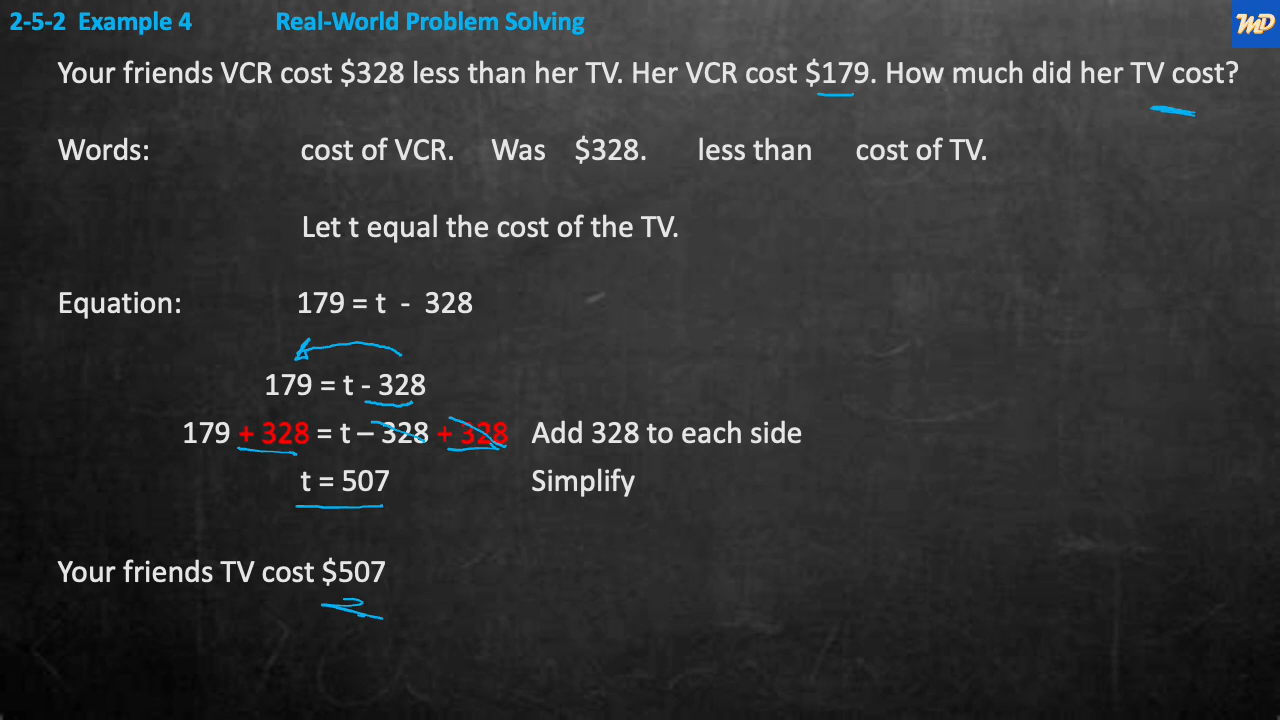 2-5-2 Example 4 Real-World Problem Solving MD
Your friends VCR cost $328 less than her TV. Her VCR cost $179. How much did her TV cost?
Words: cost of VCR. Was $328. less than cost of TV.
Let t equal the cost of the TV.
Equation: 179 = t - 328
179 = t - 328
179 + 328 = t – 328 + 328 Add 328 to each side
t = 507 Simplify
Your friends TV cost $507